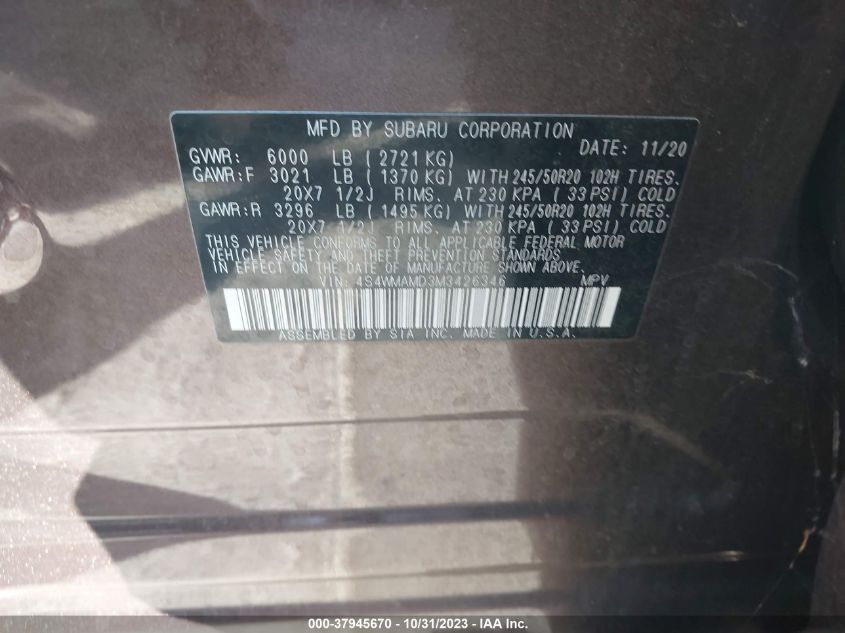 MFD BY SUBARU CORPORATION
DATE: 11/20
GVWR: 6000 LB ( 2721 KG)
GAWR:F 3021 LB ( 1370 KG) WITH 245/50R20 102H TIRES.
20X7 1/2J RIMS. AT 230 KPA ( 33 PSI) COLD
GAWR:R 3296 LB ( 1495 KG) WITH 245/50R20 102H TIRES.
20X7 1/2J RIMS. AT 230 KPA ( 33 PSI) COLD
THIS VEHICLE CONFORMS TO ALL APPLICABLE FEDERAL MOTOR
VEHICLE SAFETY AND THEFT PREVENTION STANDARDS
IN EFFECT ON THE DATE OF MANUFACTURE SHOWN ABOVE.
VIN. 4S4WMAMD3M3426346 MPV
ASSEMBLED BY SIA INC. MADE IN U.S.A.
000-37945670 - 10/31/2023 - IAA Inc.